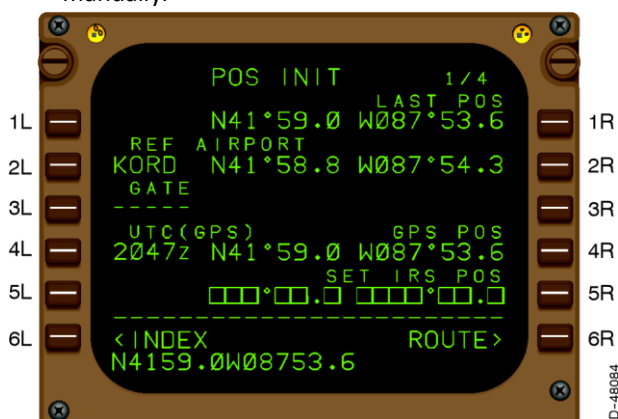 manually.
POS INIT 1/4
LAST POS
1L N41°59.0 W087°53.6 1R
REF AIRPORT
2L KORD N41°58.8 W087°54.3 2R
GATE
3L ----- 3R
UTC(GPS) GPS POS
4L 2047z N41°59.0 W087°53.6 4R
SET IRS POS
5L □□□°□□.□ □□□□°□□.□ 5R
6L <INDEX ROUTE> 6R
N4159.0W08753.6
D-48084